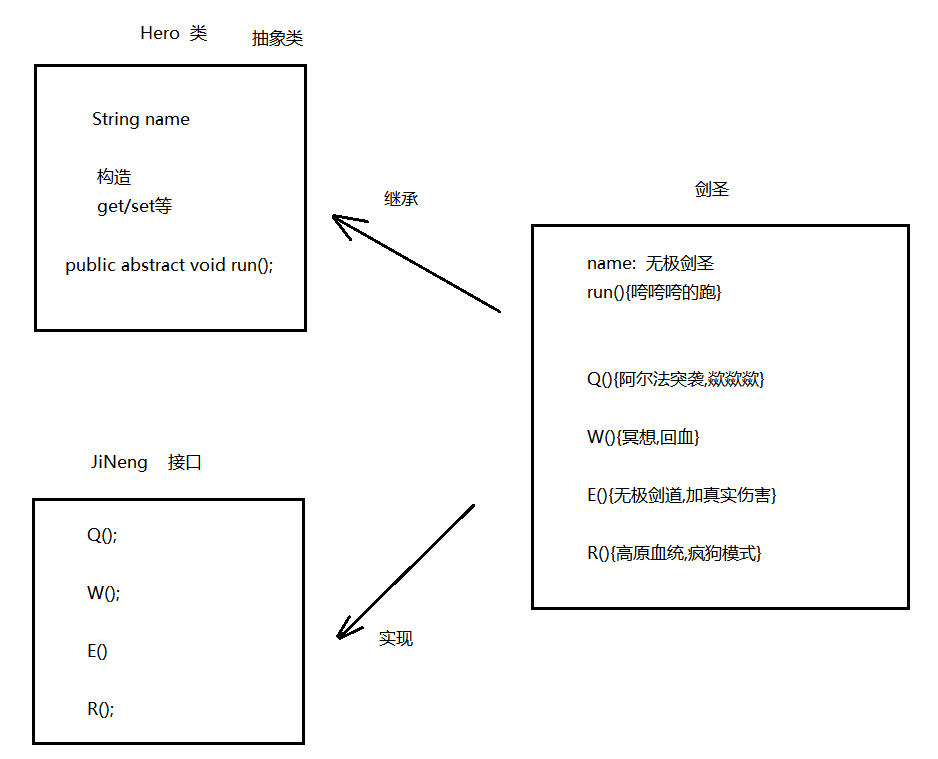 Hero 类 抽象类
String name
构造
get/set等
public abstract void run();
继承
剑圣
name: 无极剑圣
run(){咵咵咵的跑}
Q(){阿尔法突袭,歘歘歘}
W(){冥想,回血}
E(){无极剑道,加真实伤害}
R(){高原血统,疯狗模式}
JiNeng 接口
Q();
W();
E()
R();
实现